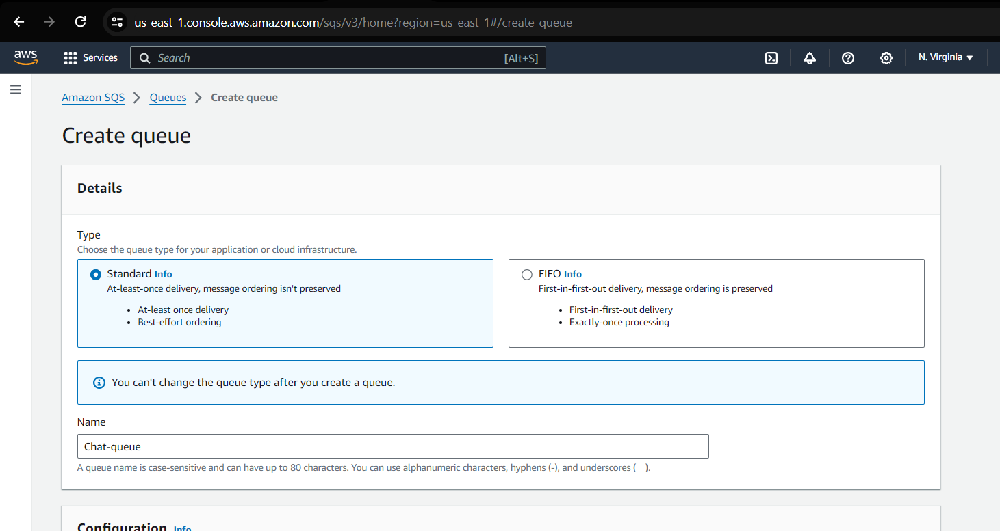 us-east-1.console.aws.amazon.com/sqs/v3/home?region=us-east-1#/create-queue
aws Services Search [Alt+S] N. Virginia
Amazon SQS > Queues > Create queue
Create queue
Details
Type
Choose the queue type for your application or cloud infrastructure.
Standard Info
At-least-once delivery, message ordering isn't preserved
• At-least once delivery
• Best-effort ordering
FIFO Info
First-in-first-out delivery, message ordering is preserved
• First-in-first-out delivery
• Exactly-once processing
You can't change the queue type after you create a queue.
Name
Chat-queue
A queue name is case-sensitive and can have up to 80 characters. You can use alphanumeric characters, hyphens (-), and underscores ( _ ).
Configuration Info